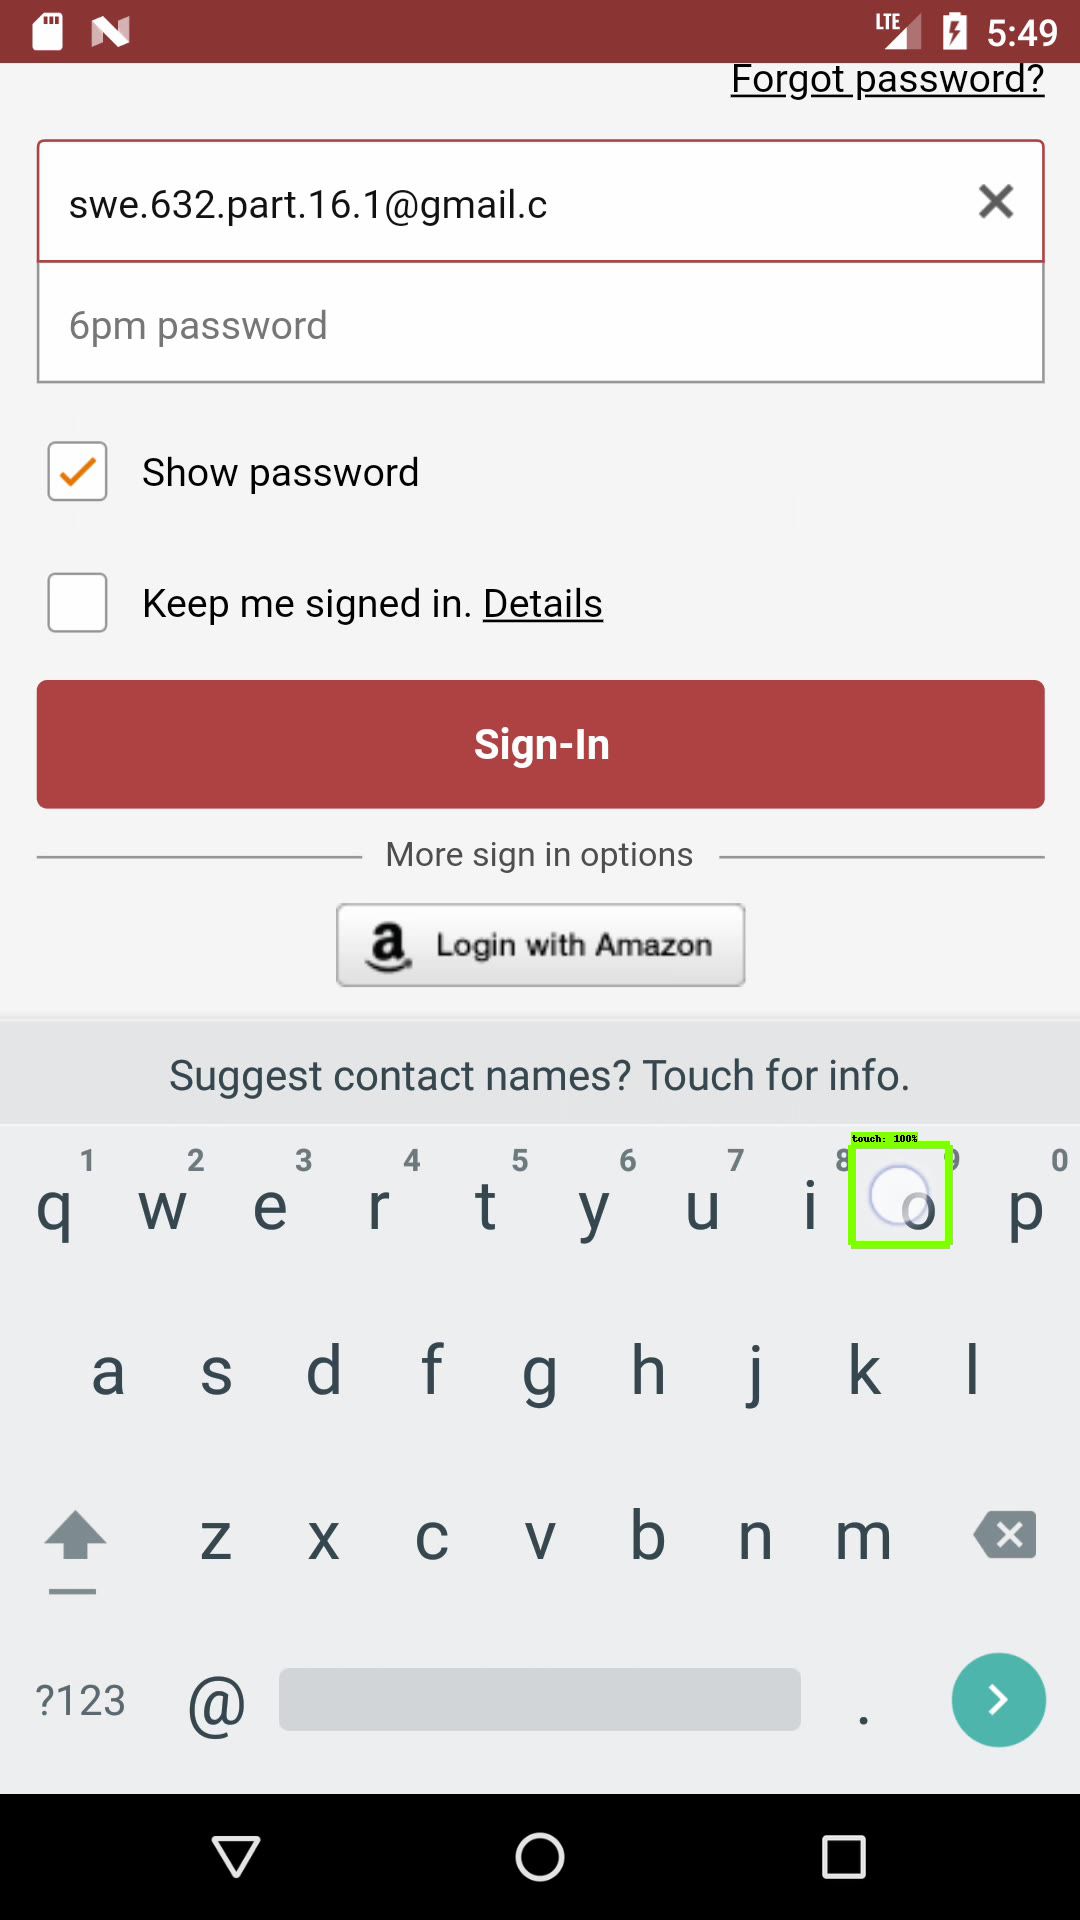 LTE 5:49
Forgot password?
swe.632.part.16.1@gmail.c
6pm password
Show password
Keep me signed in. Details
Sign-In
More sign in options
a Login with Amazon
Suggest contact names? Touch for info.
touch: 100%
1 2 3 4 5 6 7 8 9 0
q w e r t y u i o p
a s d f g h j k l
z x c v b n m
?123 @ .